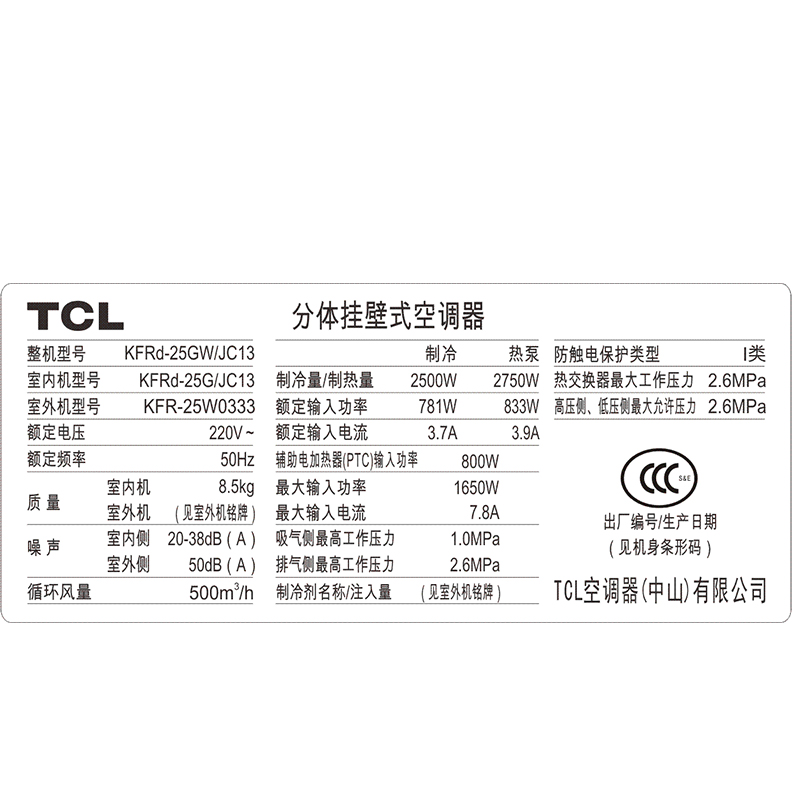 TCL
分体挂壁式空调器
整机型号 KFRd-25GW/JC13
室内机型号 KFRd-25G/JC13
室外机型号 KFR-25W0333
额定电压 220V~
额定频率 50Hz
质量 室内机 8.5kg
室外机 (见室外机铭牌)
噪声 室内侧 20-38dB(A)
室外侧 50dB(A)
循环风量 500m³/h
制冷 热泵
制冷量/制热量 2500W 2750W
额定输入功率 781W 833W
额定输入电流 3.7A 3.9A
辅助电加热器(PTC)输入功率 800W
最大输入功率 1650W
最大输入电流 7.8A
吸气侧最高工作压力 1.0MPa
排气侧最高工作压力 2.6MPa
制冷剂名称/注入量 (见室外机铭牌)
防触电保护类型 I类
热交换器最大工作压力 2.6MPa
高压侧、低压侧最大允许压力 2.6MPa
CCC S&E
出厂编号/生产日期
(见机身条形码)
TCL空调器(中山)有限公司